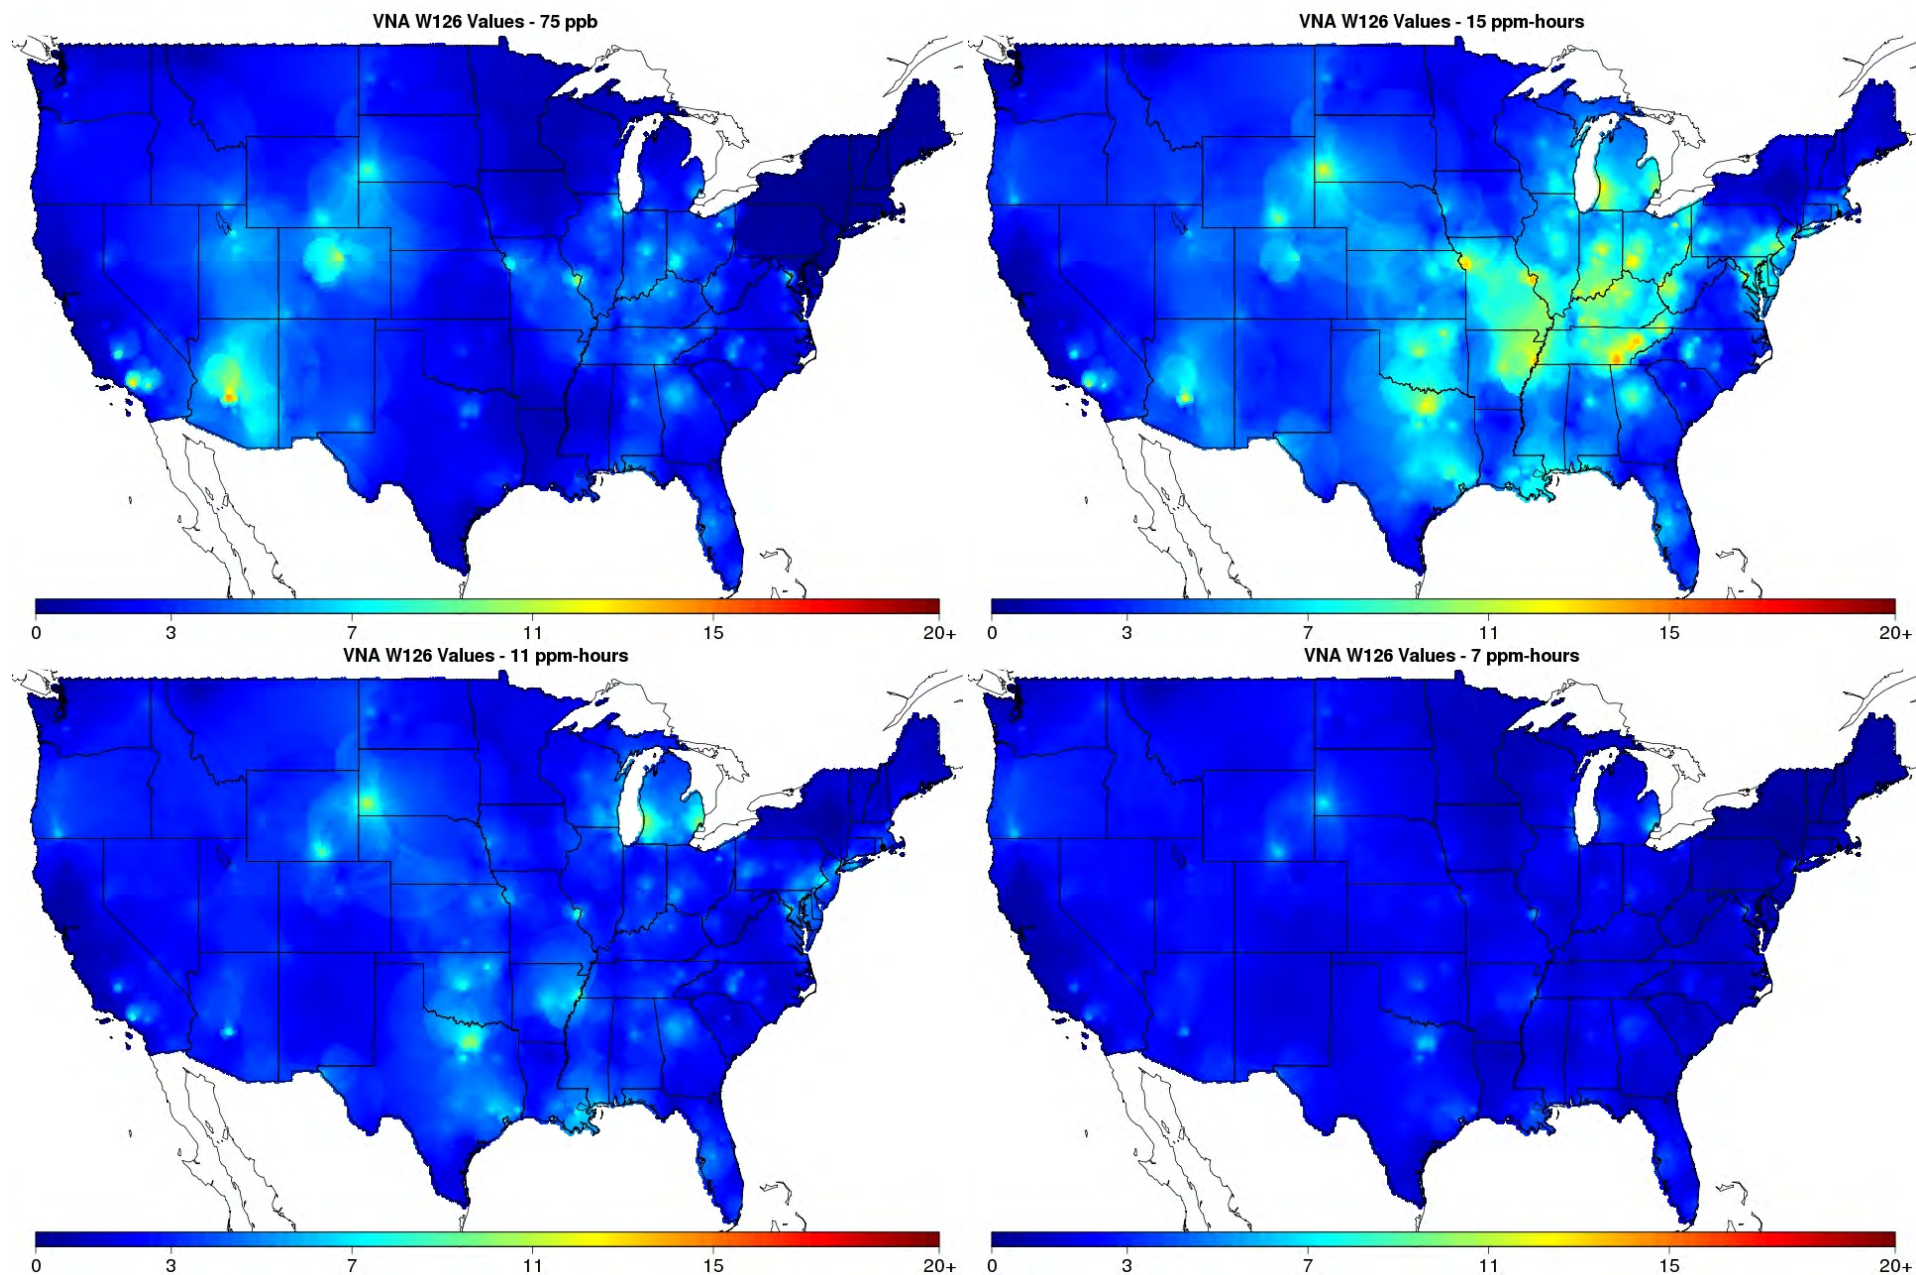 VNA W126 Values - 75 ppb
VNA W126 Values - 15 ppm-hours
0 3 7 11 15 20+
0 3 7 11 15 20+
VNA W126 Values - 11 ppm-hours
VNA W126 Values - 7 ppm-hours
0 3 7 11 15 20+
0 3 7 11 15 20+